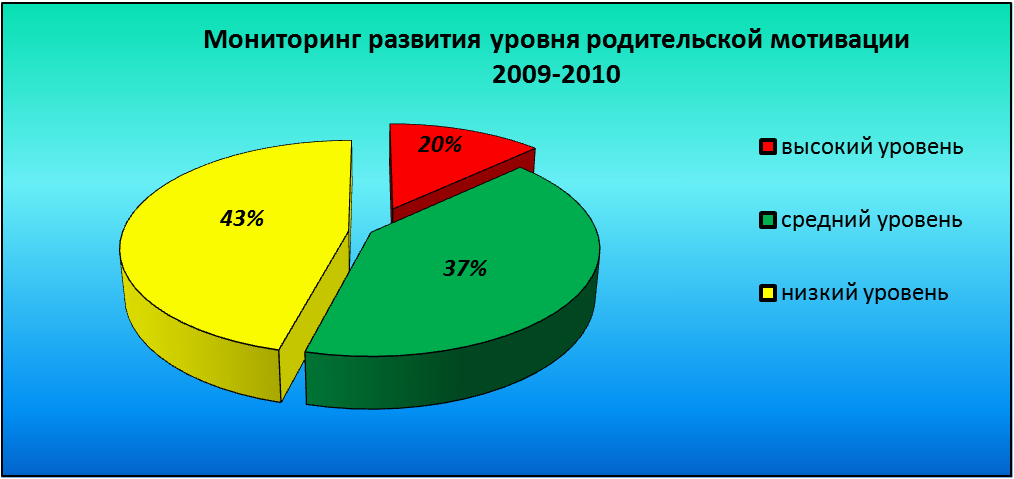 Мониторинг развития уровня родительской мотивации
2009-2010
20%
43%
37%
высокий уровень
средний уровень
низкий уровень